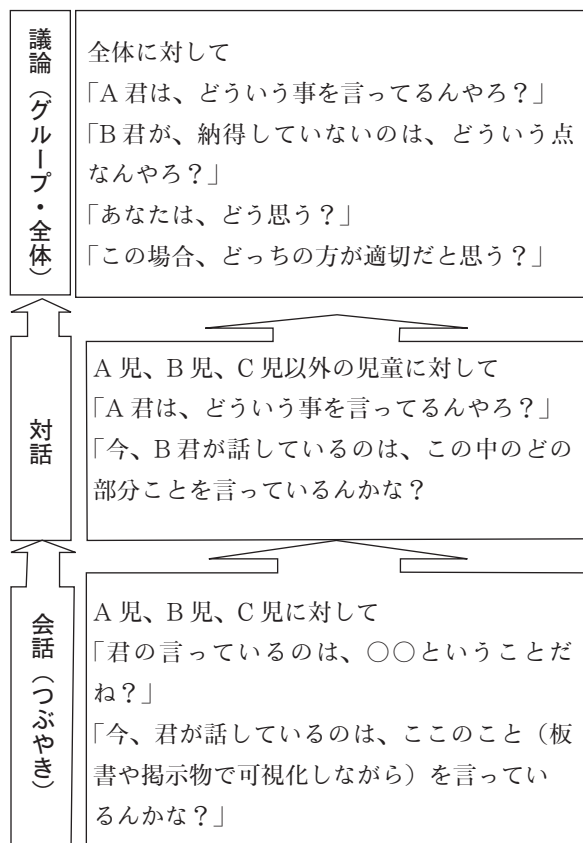 議論（グループ・全体）
全体に対して
「A 君は、どういう事を言ってるんやろ？」
「B 君が、納得していないのは、どういう点
なんやろ？」
「あなたは、どう思う？」
「この場合、どっちの方が適切だと思う？」
対話
A 児、B 児、C 児以外の児童に対して
「A 君は、どういう事を言ってるんやろ？」
「今、B 君が話しているのは、この中のどの
部分ことを言っているんかな？
会話（つぶやき）
A 児、B 児、C 児に対して
「君の言っているのは、〇〇ということだ
ね？」
「今、君が話しているのは、ここのこと（板
書や掲示物で可視化しながら）を言ってい
るんかな？」